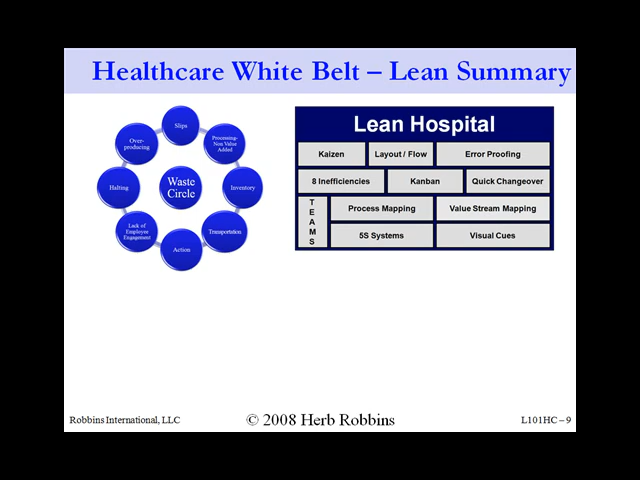 Healthcare White Belt – Lean Summary
Slips
Processing-
Non Value
Added
Inventory
Transportation
Action
Lack of
Employee
Engagement
Halting
Over-
producing
Waste
Circle
Lean Hospital
Kaizen
Layout / Flow
Error Proofing
8 Inefficiencies
Kanban
Quick Changeover
TEAMS
Process Mapping
Value Stream Mapping
5S Systems
Visual Cues
Robbins International, LLC
© 2008 Herb Robbins
L101HC – 9